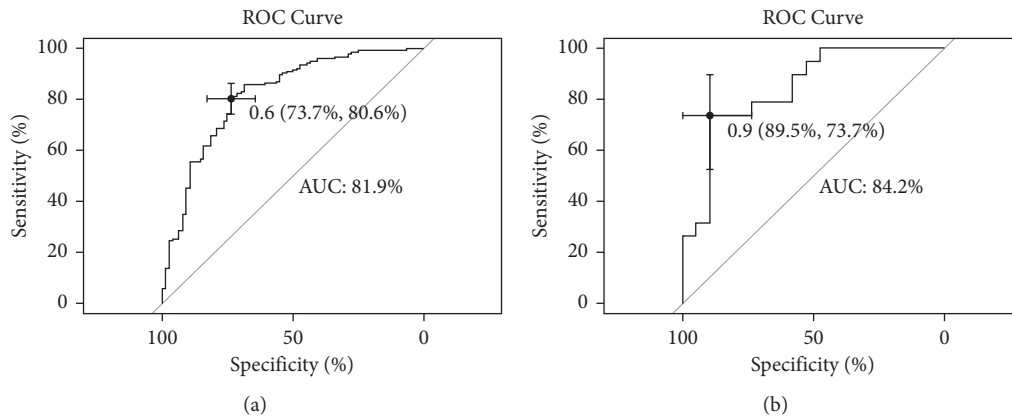 ROC Curve
100
80
60
40
20
0
Sensitivity (%)
0.6 (73.7%, 80.6%)
AUC: 81.9%
100
50
0
Specificity (%)
(a)
ROC Curve
100
80
60
40
20
0
Sensitivity (%)
0.9 (89.5%, 73.7%)
AUC: 84.2%
100
50
0
Specificity (%)
(b)